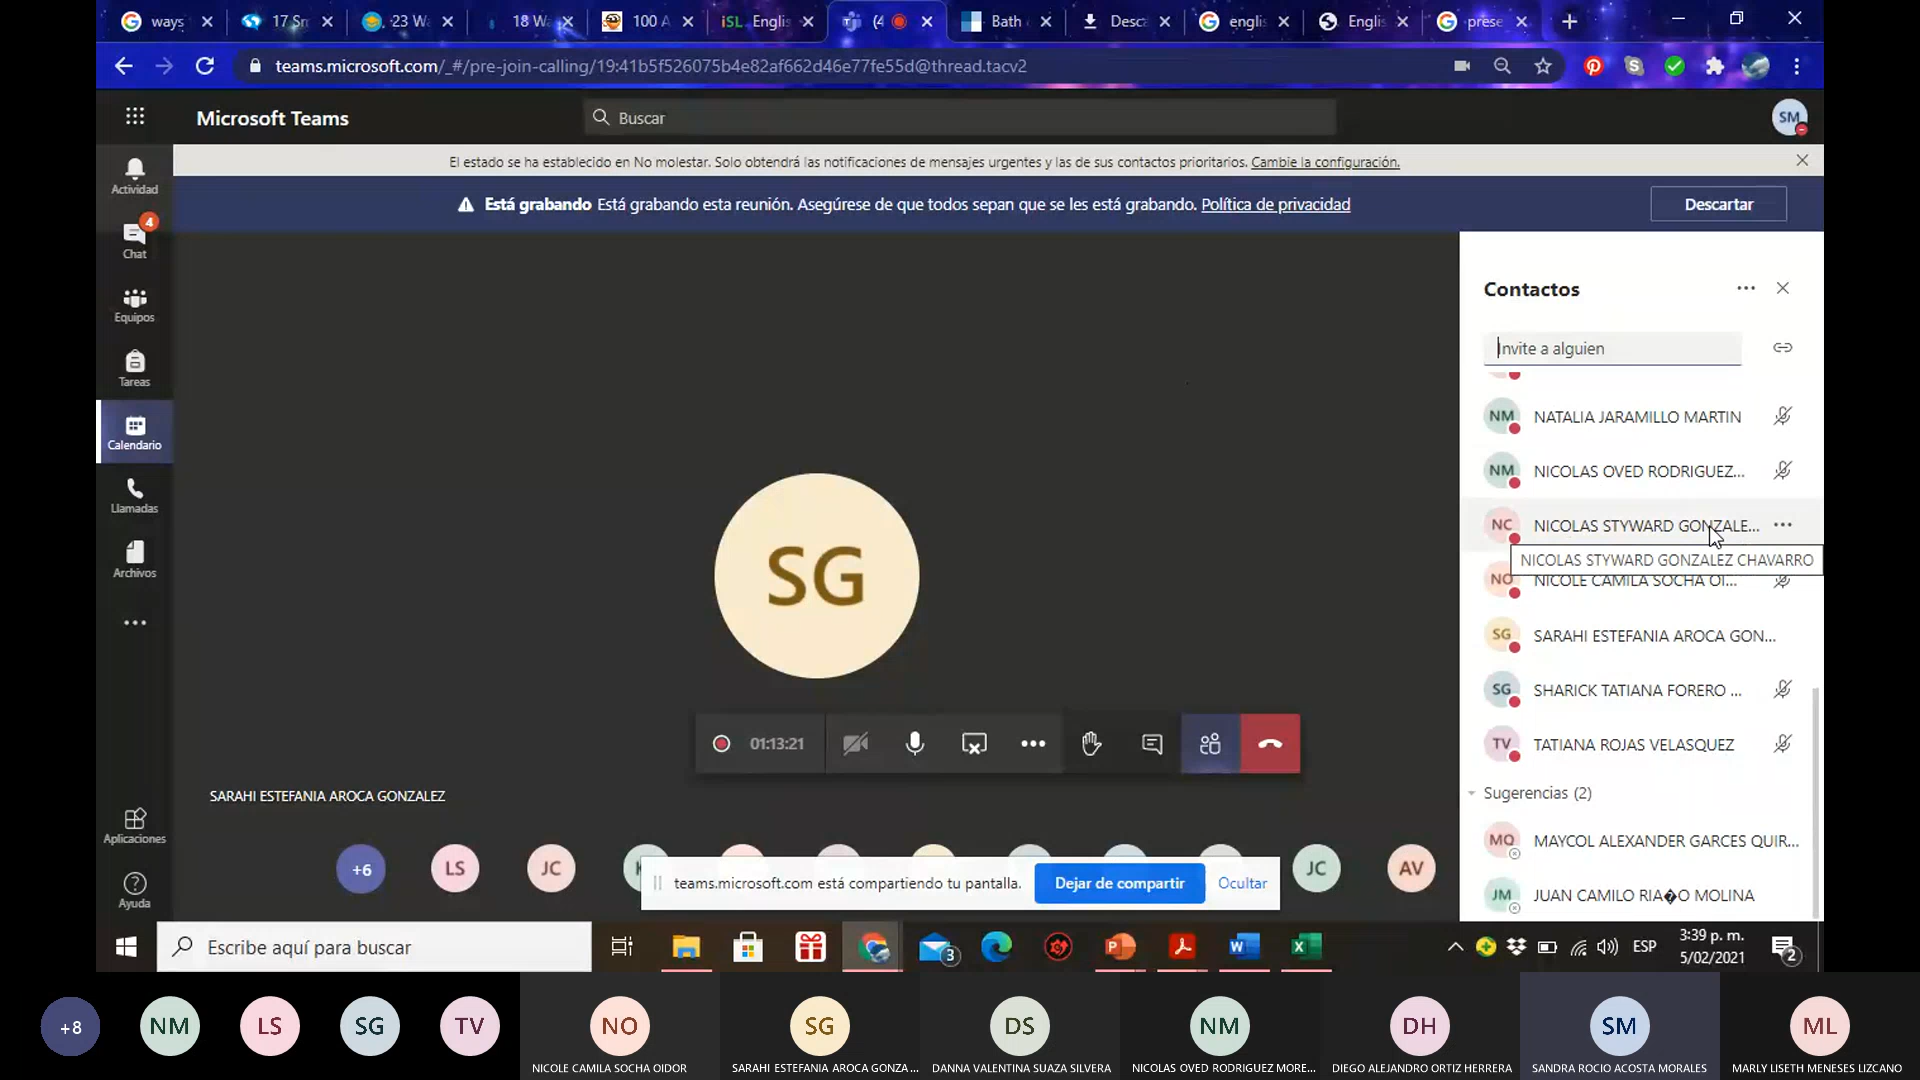 ways
17 Sr
23 Wa
18 Wa
100 A
iSL Englis
(4
Bath
Desca
englis
Englis
prese
teams.microsoft.com/_#/pre-join-calling/19:41b5f526075b4e82af662d46e77fe55d@thread.tacv2
Microsoft Teams
Buscar
SM
El estado se ha establecido en No molestar. Solo obtendrá las notificaciones de mensajes urgentes y las de sus contactos prioritarios. Cambie la configuración.
Está grabando Está grabando esta reunión. Asegúrese de que todos sepan que se les está grabando. Política de privacidad
Descartar
Actividad
4
Chat
Equipos
Tareas
Calendario
Llamadas
Archivos
Aplicaciones
Ayuda
SG
01:13:21
SARAHI ESTEFANIA AROCA GONZALEZ
+6
LS
JC
JC
AV
Contactos
Invite a alguien
NM NATALIA JARAMILLO MARTIN
NM NICOLAS OVED RODRIGUEZ...
NC NICOLAS STYWARD GONZALE...
NICOLAS STYWARD GONZALEZ CHAVARRO
NO NICOLE CAMILA SOCHA OI...
SG SARAHI ESTEFANIA AROCA GON...
SG SHARICK TATIANA FORERO ...
TV TATIANA ROJAS VELASQUEZ
Sugerencias (2)
MQ MAYCOL ALEXANDER GARCES QUIR...
JM JUAN CAMILO RIA�O MOLINA
teams.microsoft.com está compartiendo tu pantalla.
Dejar de compartir
Ocultar
Escribe aquí para buscar
3
ESP
3:39 p. m.
5/02/2021
2
+8
NM
LS
SG
TV
NO
NICOLE CAMILA SOCHA OIDOR
SG
SARAHI ESTEFANIA AROCA GONZA...
DS
DANNA VALENTINA SUAZA SILVERA
NM
NICOLAS OVED RODRIGUEZ MORE...
DH
DIEGO ALEJANDRO ORTIZ HERRERA
SM
SANDRA ROCIO ACOSTA MORALES
ML
MARLY LISETH MENESES LIZCANO